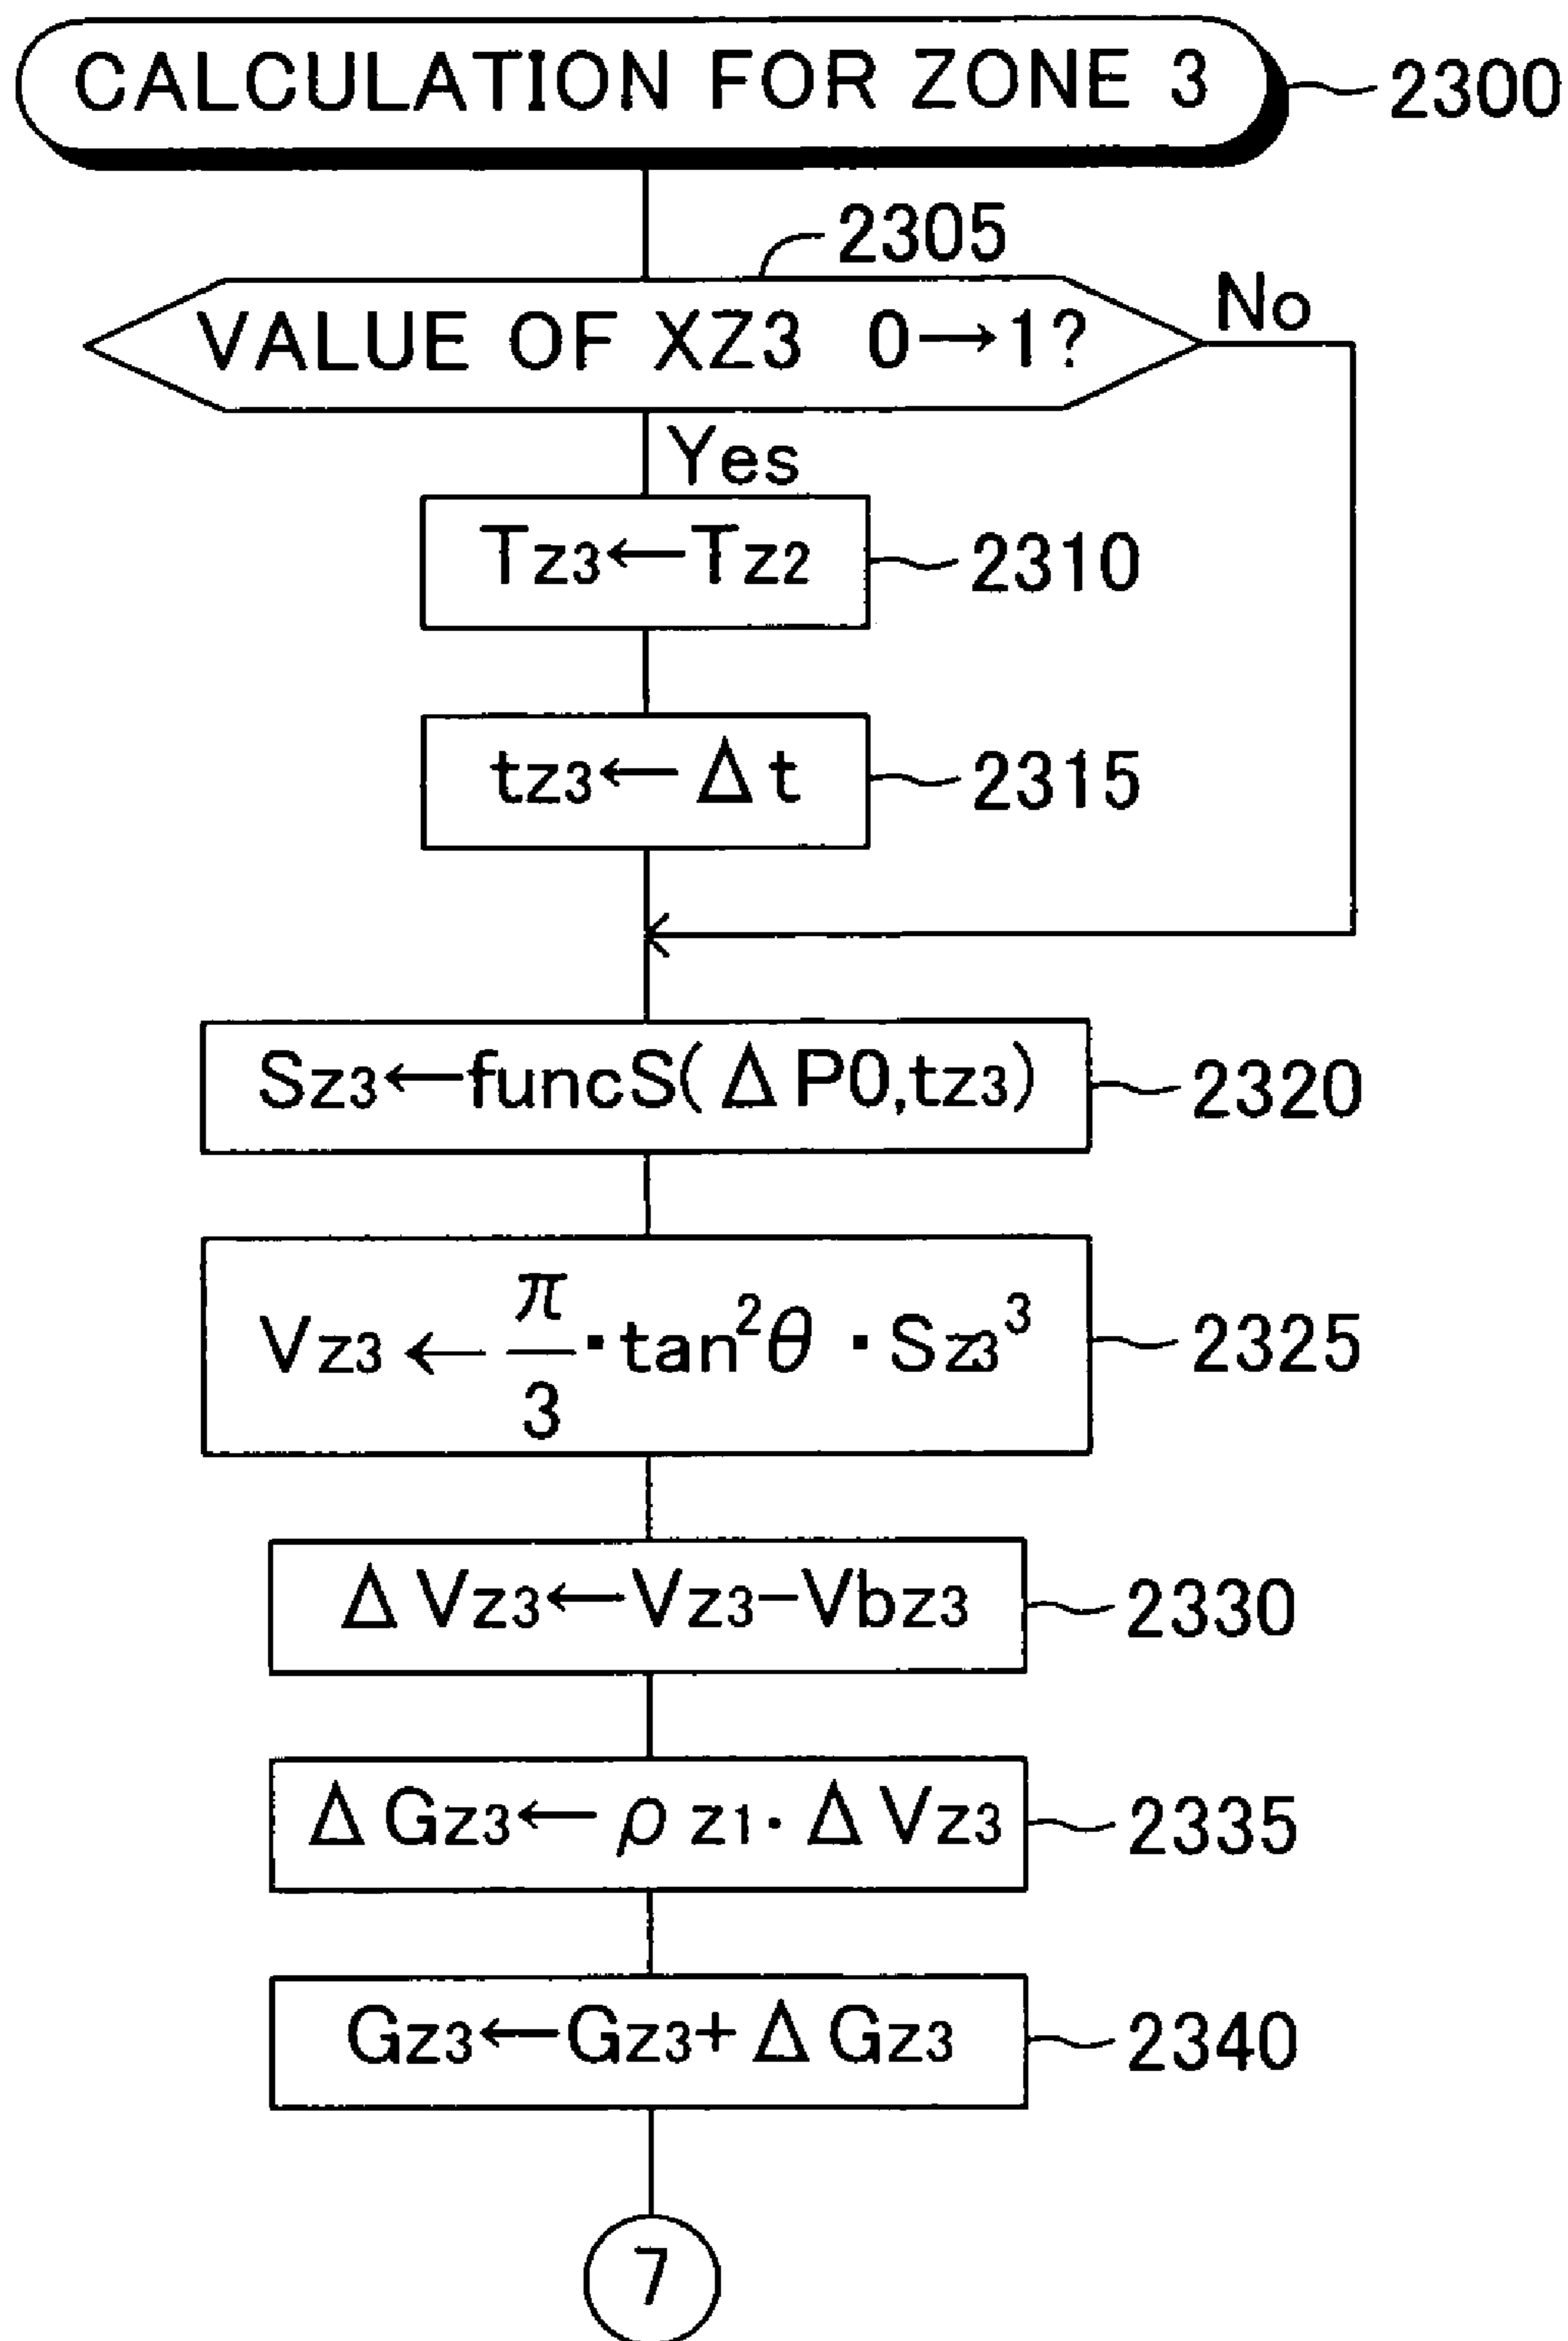 CALCULATION FOR ZONE 3
2300
2305
VALUE OF XZ3 0→1?
No
Yes
Tz3←Tz2
2310
tz3←Δt
2315
Sz3←funcS(ΔP0,tz3)
2320
Vz3←π/3·tan²θ·Sz3³
2325
ΔVz3←Vz3−Vbz3
2330
ΔGz3←ρz1·ΔVz3
2335
Gz3←Gz3+ΔGz3
2340
7